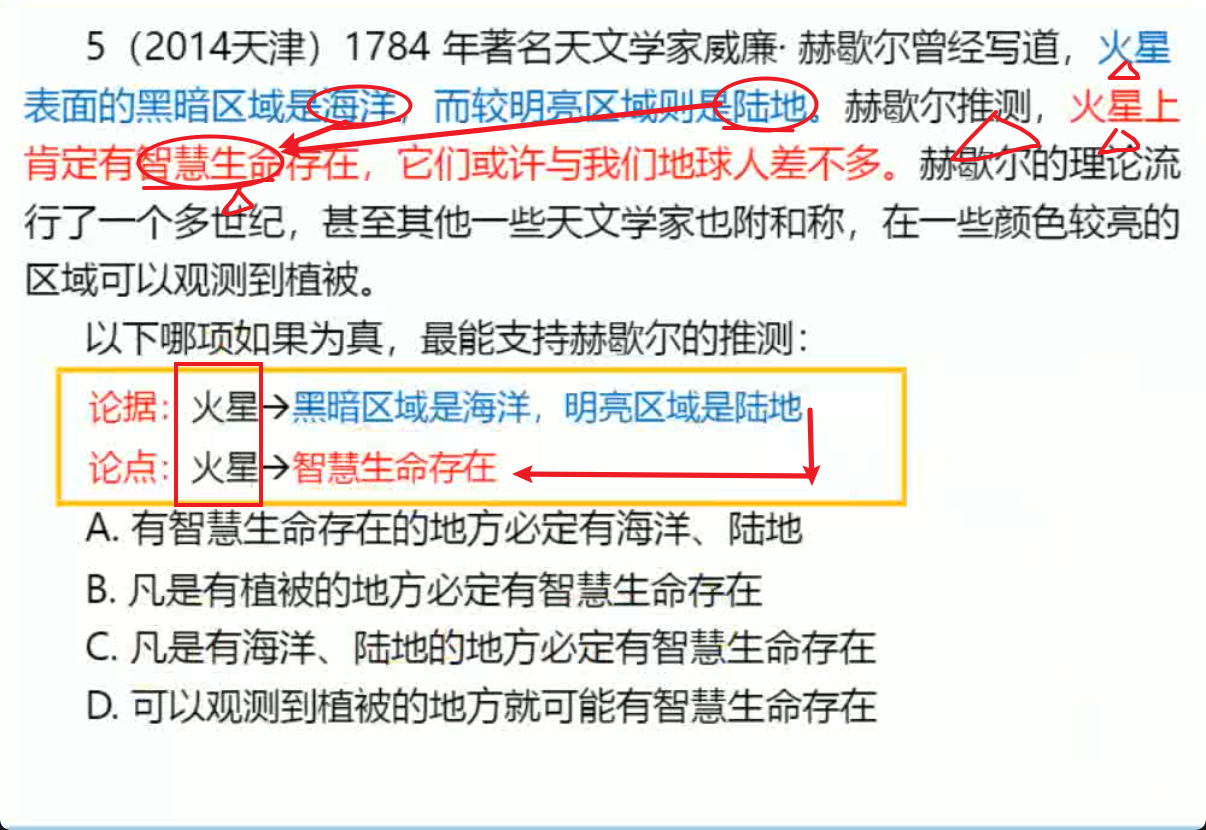 5（2014天津）1784 年著名天文学家威廉· 赫歇尔曾经写道，火星
表面的黑暗区域是海洋，而较明亮区域则是陆地。赫歇尔推测，火星上
肯定有智慧生命存在，它们或许与我们地球人差不多。赫歇尔的理论流
行了一个多世纪，甚至其他一些天文学家也附和称，在一些颜色较亮的
区域可以观测到植被。
以下哪项如果为真，最能支持赫歇尔的推测：
论据：火星→黑暗区域是海洋，明亮区域是陆地
论点：火星→智慧生命存在
A. 有智慧生命存在的地方必定有海洋、陆地
B. 凡是有植被的地方必定有智慧生命存在
C. 凡是有海洋、陆地的地方必定有智慧生命存在
D. 可以观测到植被的地方就可能有智慧生命存在